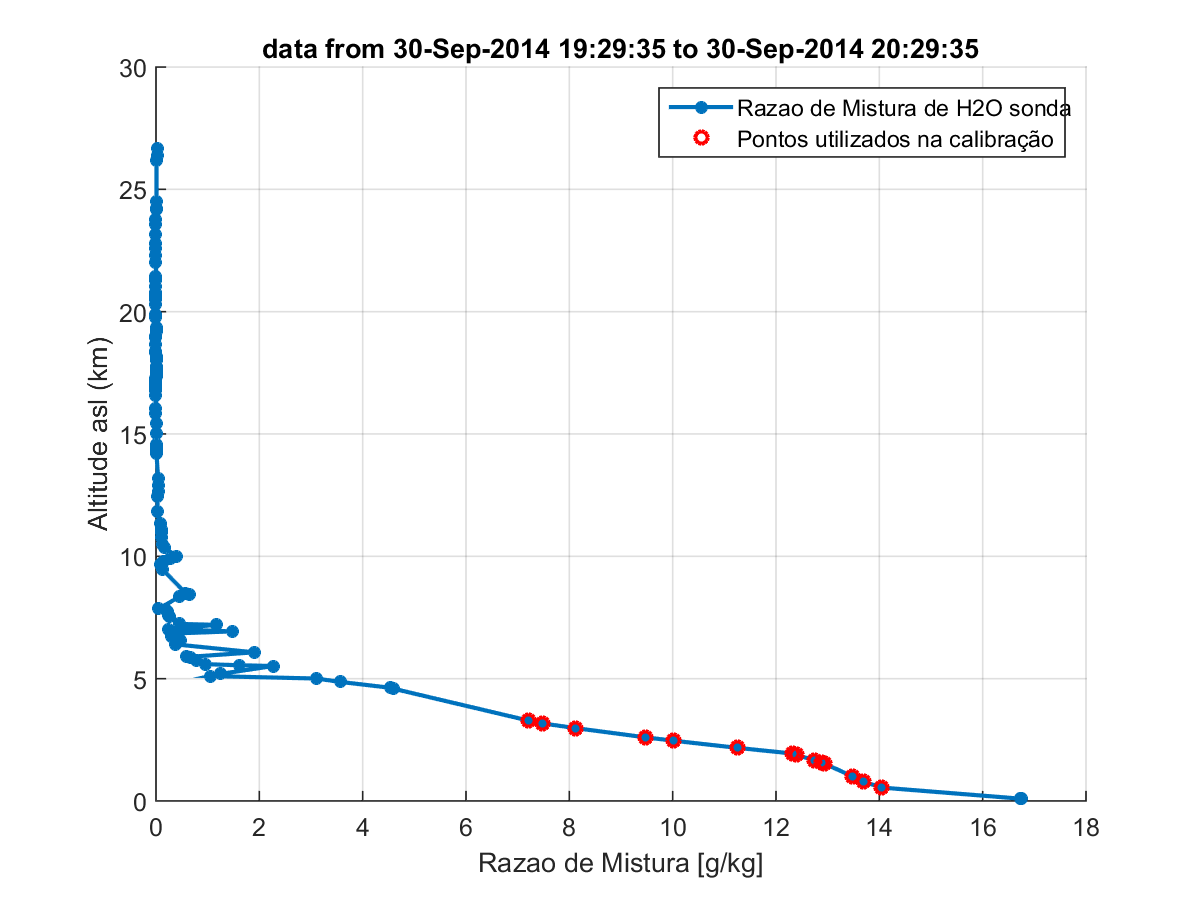 data from 30-Sep-2014 19:29:35 to 30-Sep-2014 20:29:35
Razao de Mistura de H2O sonda
Pontos utilizados na calibração
30
25
20
15
10
5
0
Altitude asl (km)
0 2 4 6 8 10 12 14 16 18
Razao de Mistura [g/kg]